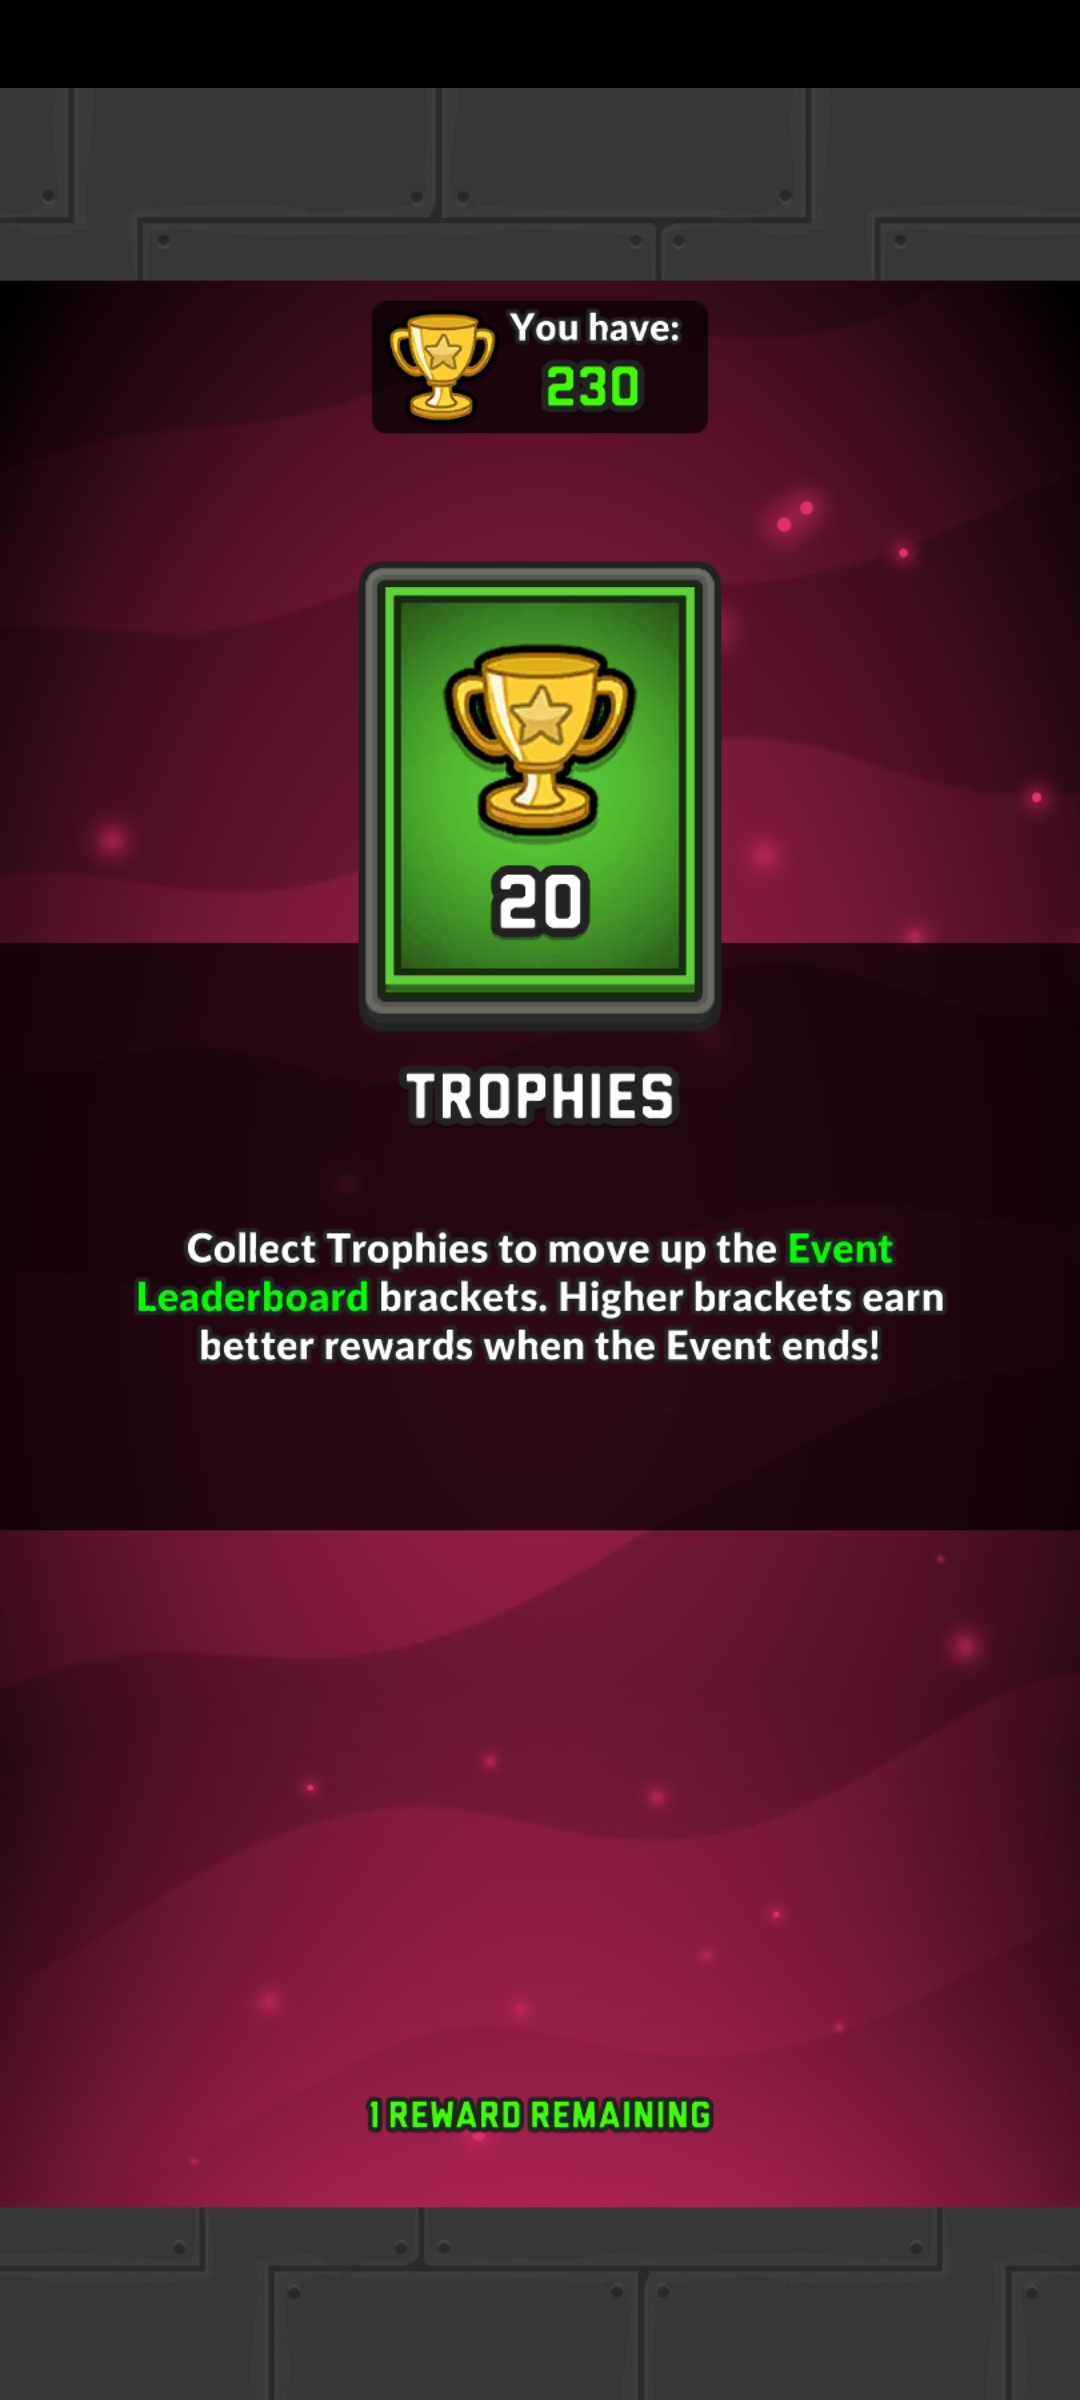 You have:
230
20
TROPHIES
Collect Trophies to move up the Event
Leaderboard brackets. Higher brackets earn
better rewards when the Event ends!
1 REWARD REMAINING